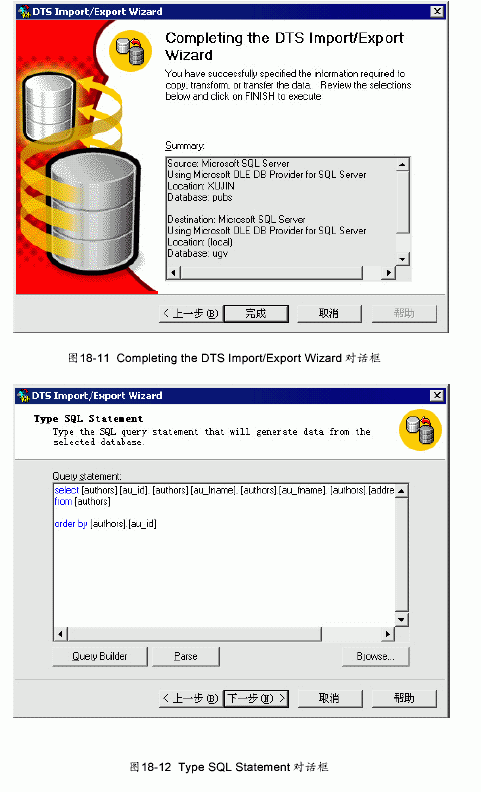 DTS Import/Export Wizard
Completing the DTS Import/Export
Wizard
You have successfully specified the information required to
copy, transform, or transfer the data. Review the selections
below and click on FINISH to execute
Summary:
Source: Microsoft SQL Server
Using Microsoft OLE DB Provider for SQL Server
Location: XUJIN
Database: pubs
Destination: Microsoft SQL Server
Using Microsoft OLE DB Provider for SQL Server
Location: (local)
Database: ugv
< 上一步(B) 完成 取消 帮助
图18-11 Completing the DTS Import/Export Wizard 对话框
DTS Import/Export Wizard
Type SQL Statement
Type the SQL query statement that will generate data from the
selected database.
Query statement:
select [authors].[au_id], [authors].[au_lname], [authors].[au_fname], [authors].[addre
from [authors]
order by [authors].[au_id]
Query Builder Parse Browse...
< 上一步(B) 下一步(N) > 取消 帮助
图18-12 Type SQL Statement 对话框